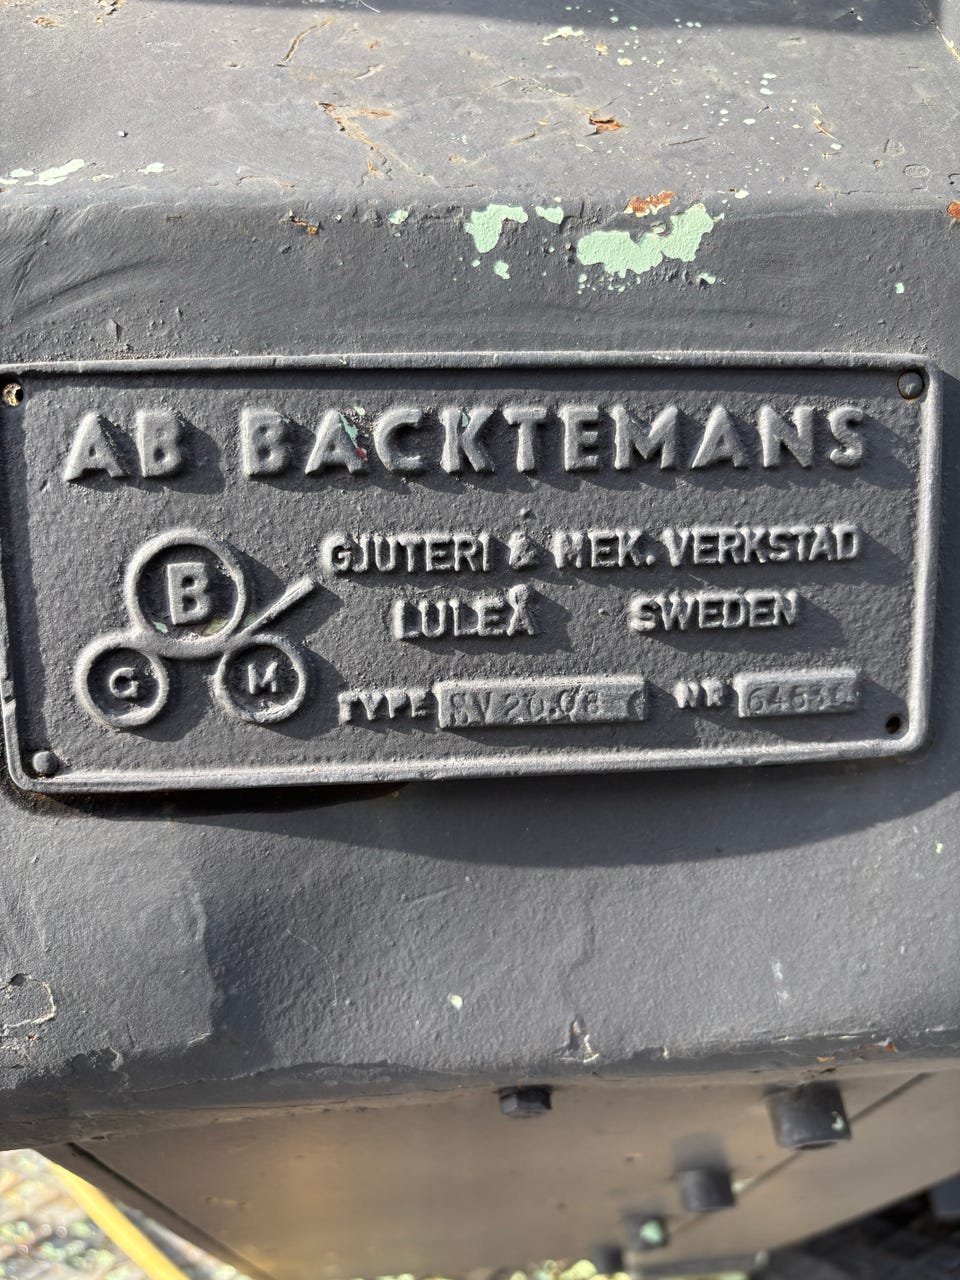 AB BACKTEMANS
GJUTERI & MEK. VERKSTAD
LULEÅ SWEDEN
B
G M
TYPE NR